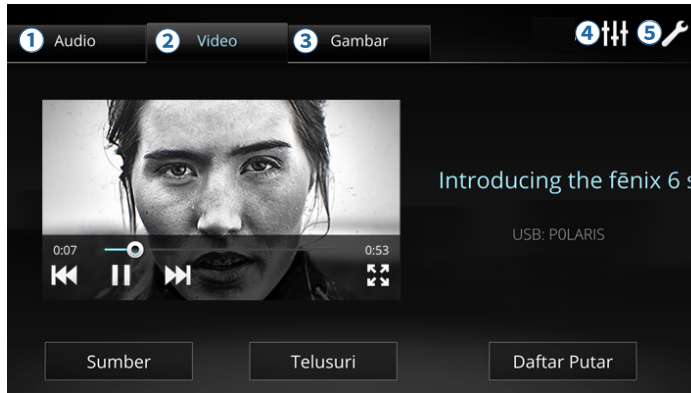 1 Audio
2 Video
3 Gambar
4
5
Introducing the fēnix 6 s
0:07
0:53
USB: P0LARIS
Sumber
Telusuri
Daftar Putar